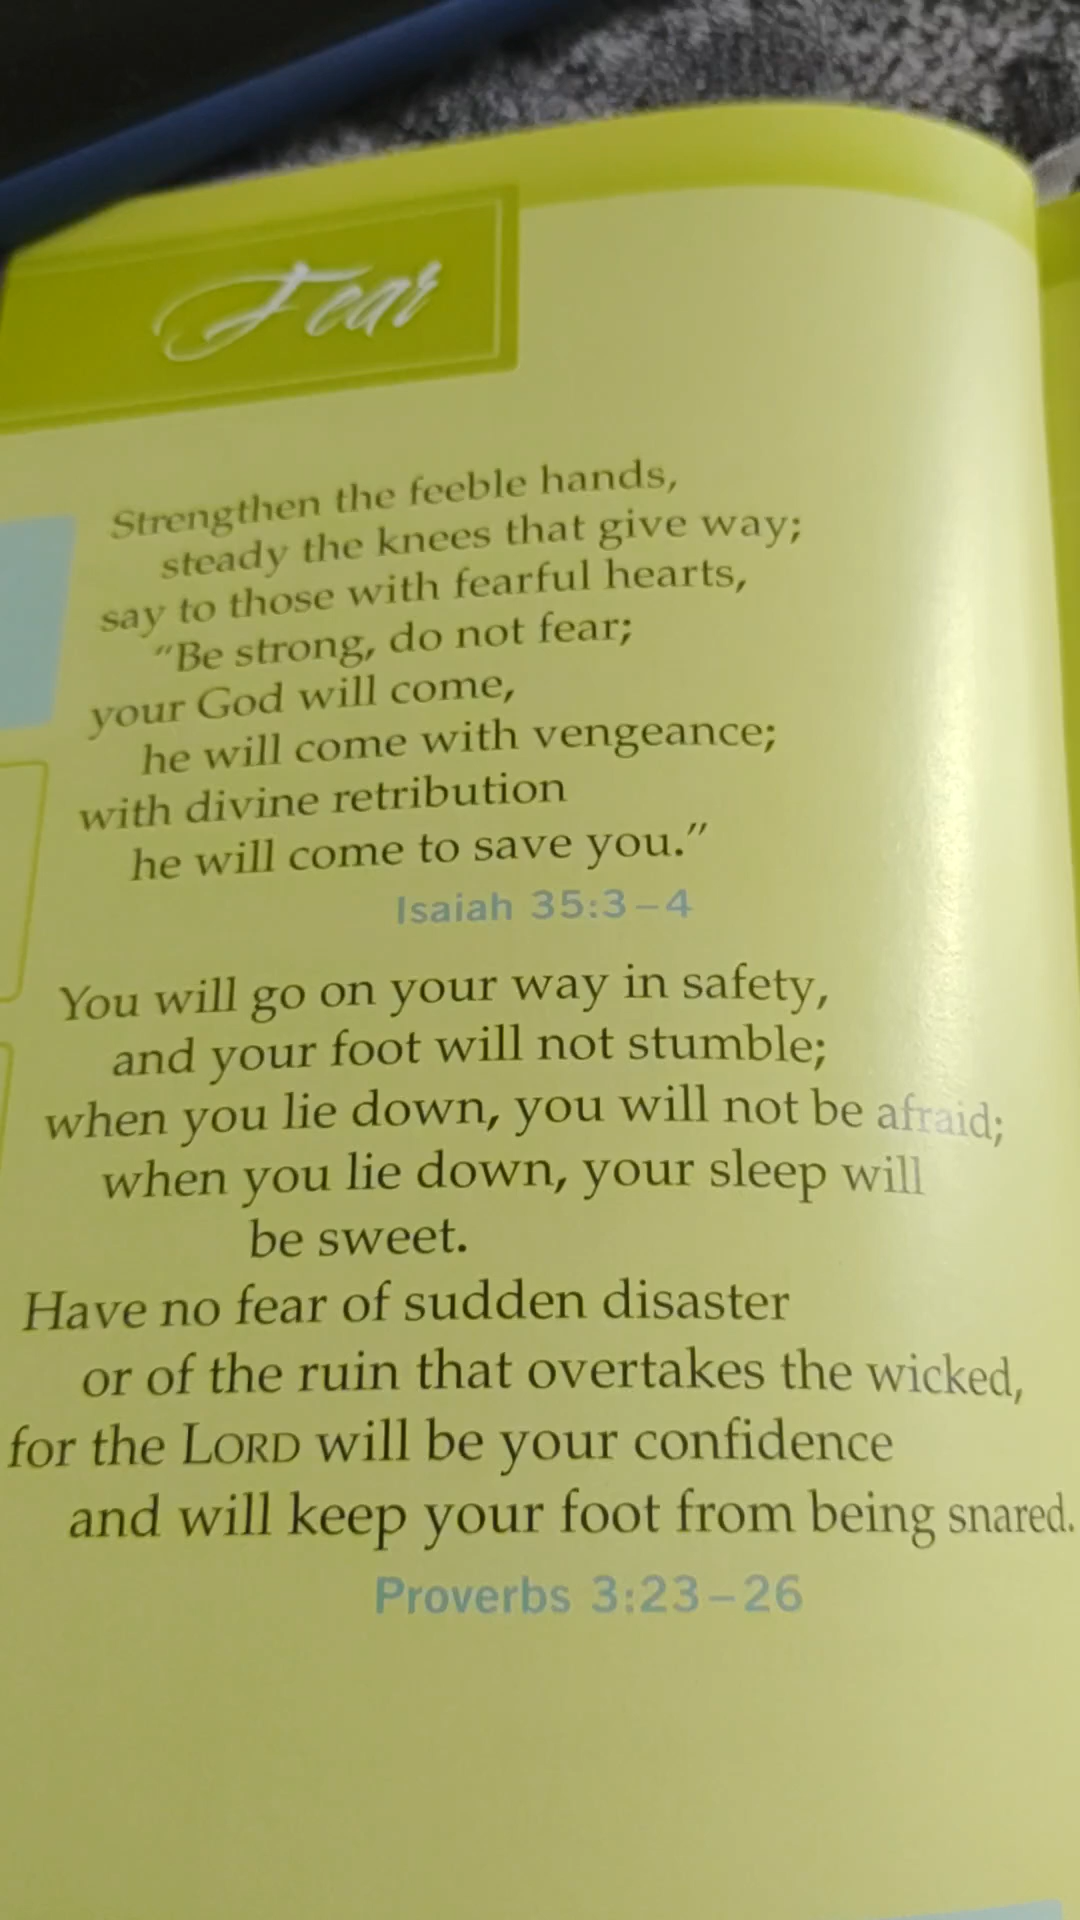 Fear
Strengthen the feeble hands,
steady the knees that give way;
say to those with fearful hearts,
“Be strong, do not fear;
your God will come,
he will come with vengeance;
with divine retribution
he will come to save you.”
Isaiah 35:3–4
You will go on your way in safety,
and your foot will not stumble;
when you lie down, you will not be afraid;
when you lie down, your sleep will
be sweet.
Have no fear of sudden disaster
or of the ruin that overtakes the wicked,
for the LORD will be your confidence
and will keep your foot from being snared.
Proverbs 3:23–26